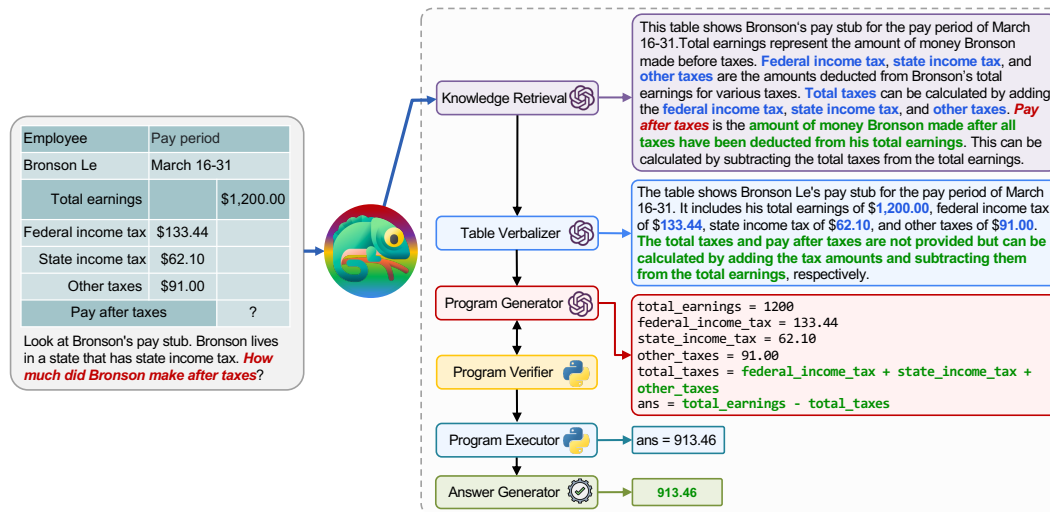 Employee Pay period
Bronson Le March 16-31
Total earnings $1,200.00
Federal income tax $133.44
State income tax $62.10
Other taxes $91.00
Pay after taxes ?
Look at Bronson's pay stub. Bronson lives
in a state that has state income tax. How
much did Bronson make after taxes?
Knowledge Retrieval
This table shows Bronson's pay stub for the pay period of March
16-31.Total earnings represent the amount of money Bronson
made before taxes. Federal income tax, state income tax, and
other taxes are the amounts deducted from Bronson's total
earnings for various taxes. Total taxes can be calculated by adding
the federal income tax, state income tax, and other taxes. Pay
after taxes is the amount of money Bronson made after all
taxes have been deducted from his total earnings. This can be
calculated by subtracting the total taxes from the total earnings.
Table Verbalizer
The table shows Bronson Le's pay stub for the pay period of March
16-31. It includes his total earnings of $1,200.00, federal income tax
of $133.44, state income tax of $62.10, and other taxes of $91.00.
The total taxes and pay after taxes are not provided but can be
calculated by adding the tax amounts and subtracting them
from the total earnings, respectively.
Program Generator
total_earnings = 1200
federal_income_tax = 133.44
state_income_tax = 62.10
other_taxes = 91.00
total_taxes = federal_income_tax + state_income_tax +
other_taxes
ans = total_earnings - total_taxes
Program Verifier
Program Executor
ans = 913.46
Answer Generator
913.46